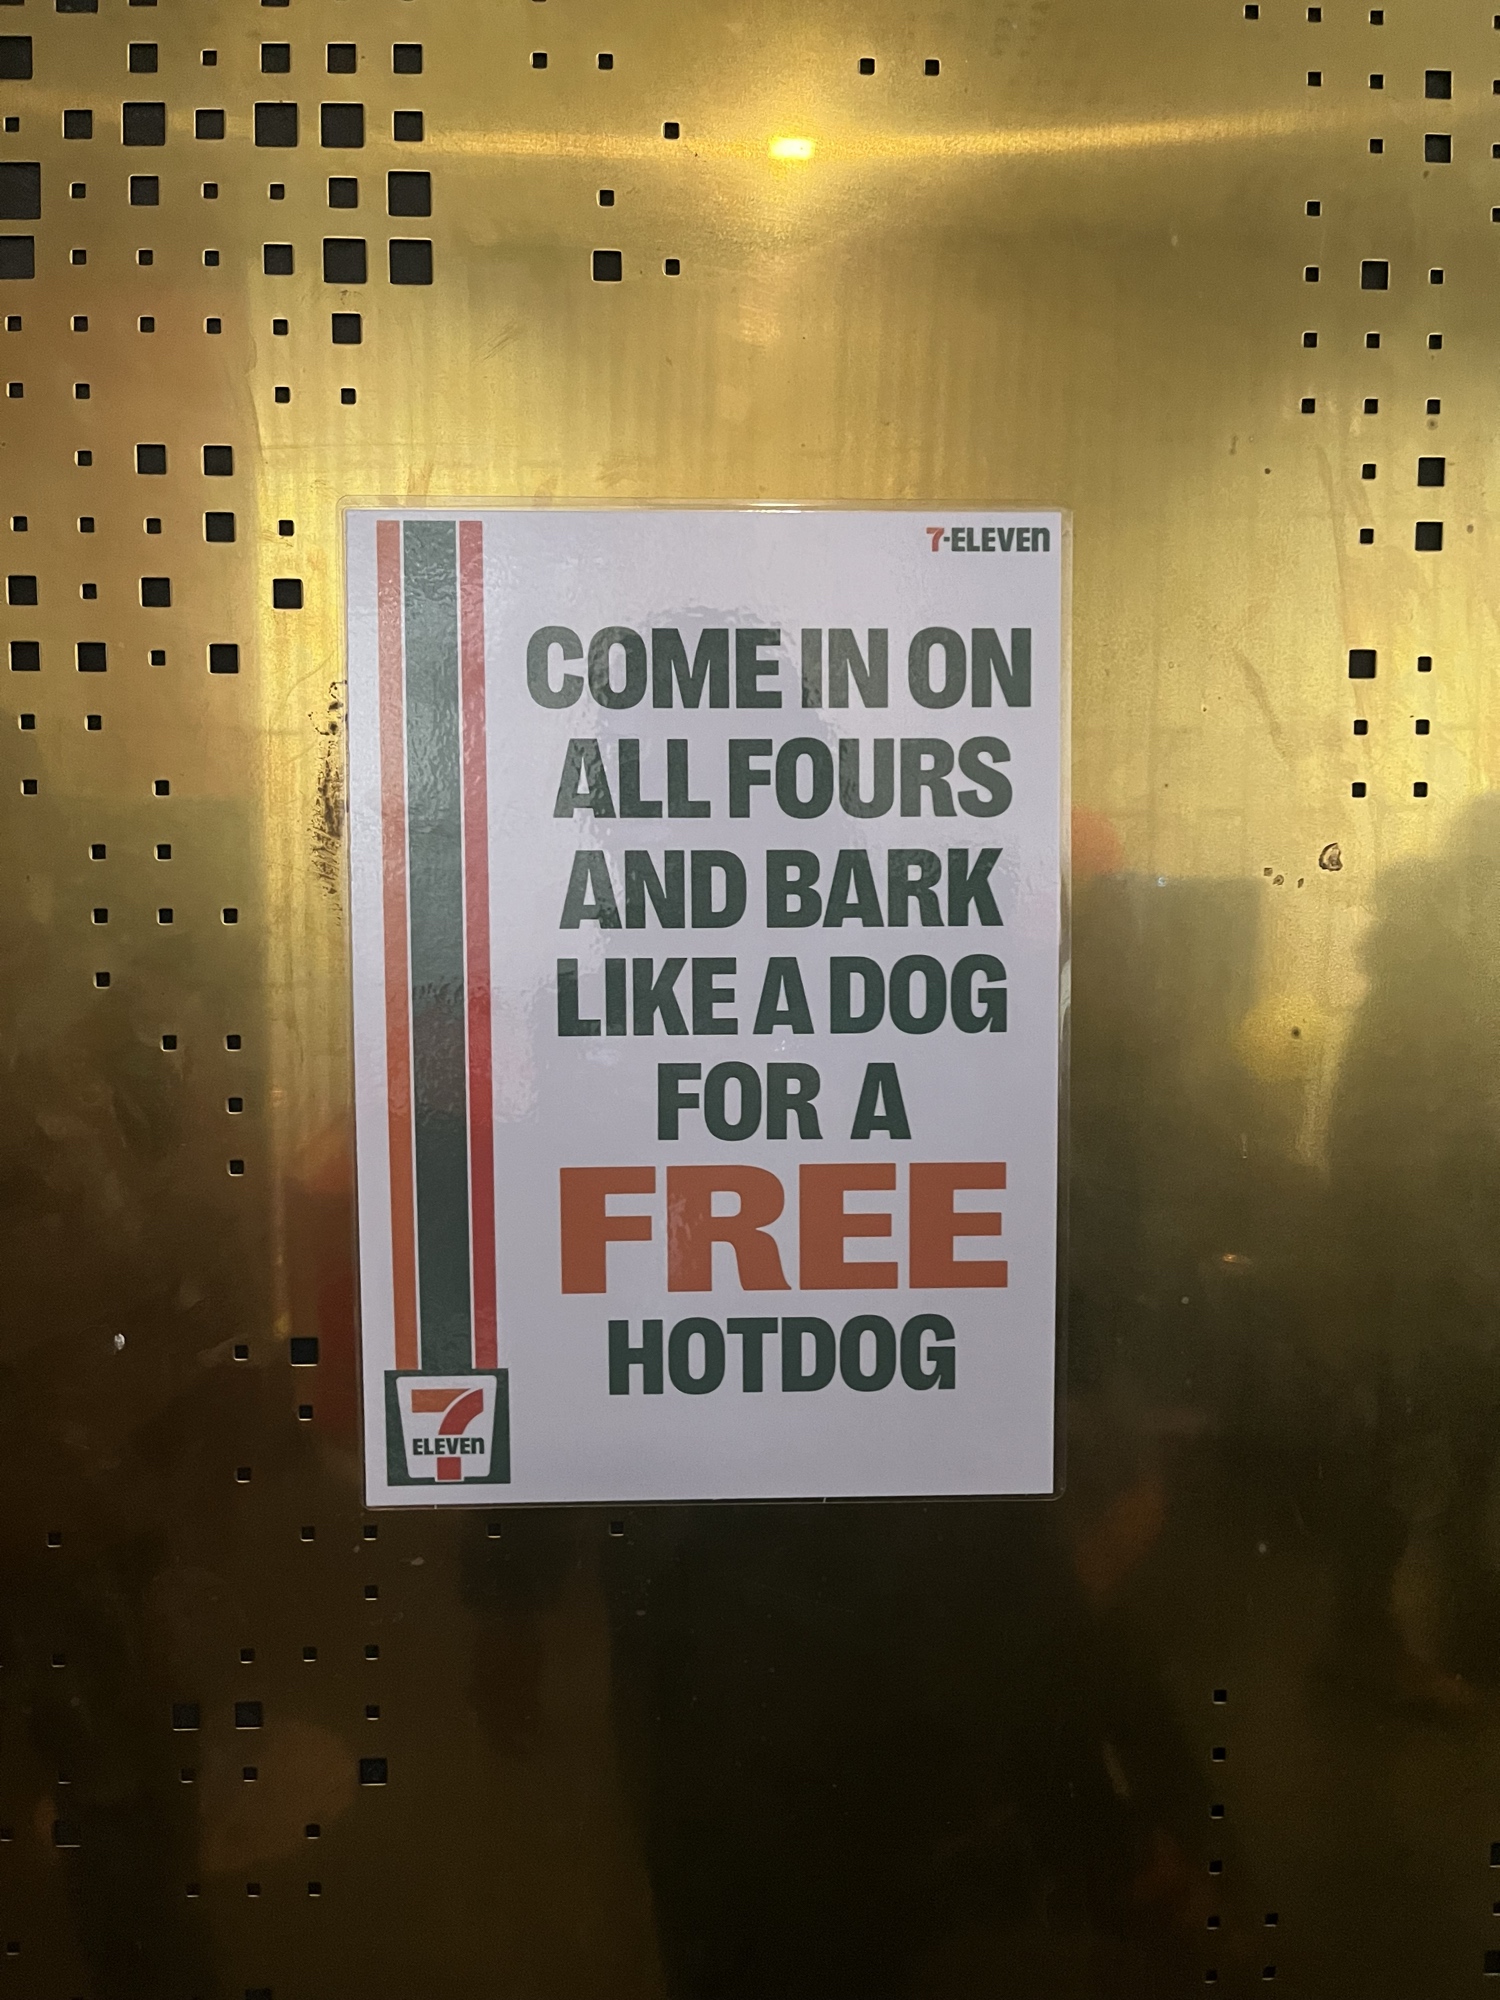 7-ELEVEn
COME IN ON
ALL FOURS
AND BARK
LIKE A DOG
FOR A
FREE
HOTDOG
7
ELEVEn